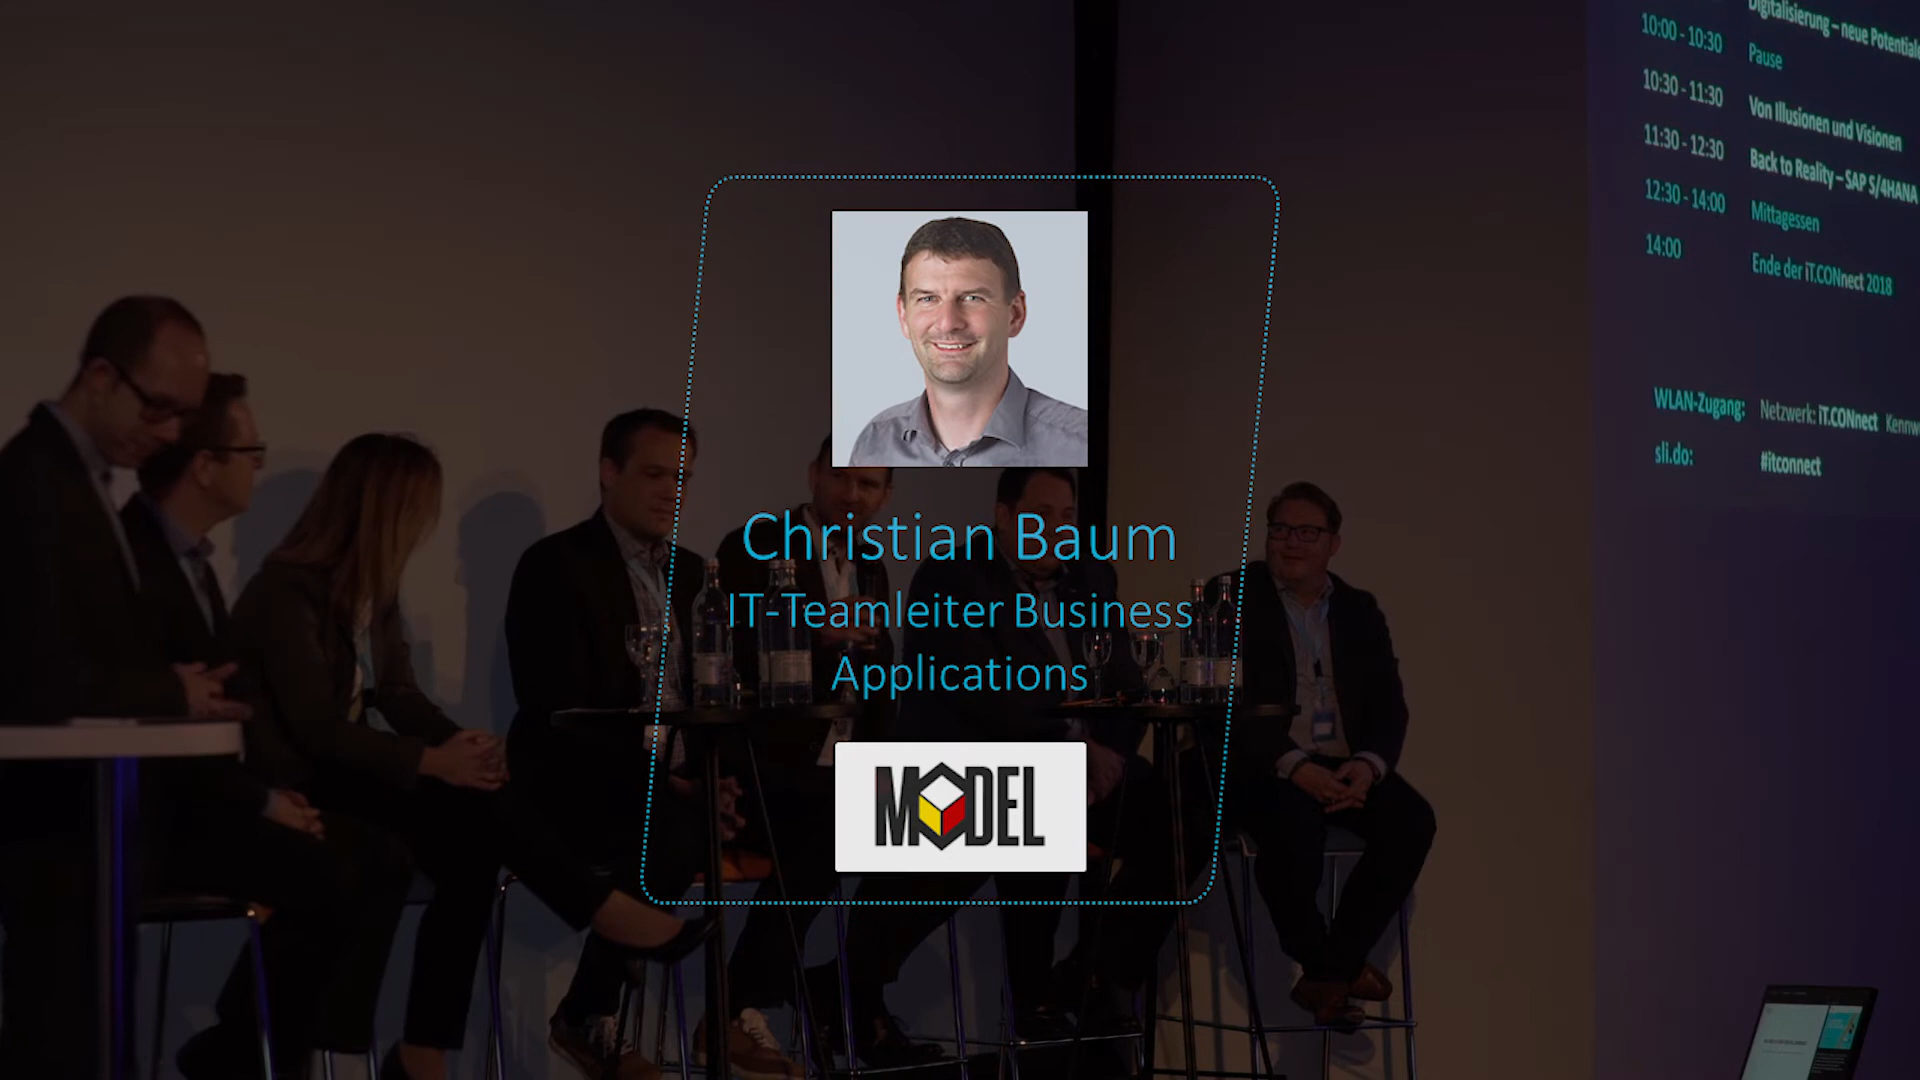 Digitalisierung – neue Potentiale
10:00 - 10:30 Pause
10:30 - 11:30 Von Illusionen und Visionen
11:30 - 12:30 Back to Reality – SAP S/4HANA
12:30 - 14:00 Mittagessen
14:00 Ende der iT.CONnect 2018
WLAN-Zugang: Netzwerk: iT.CONnect Kennw
sli.do: #itconnect
Christian Baum
IT-Teamleiter Business
Applications
MODEL